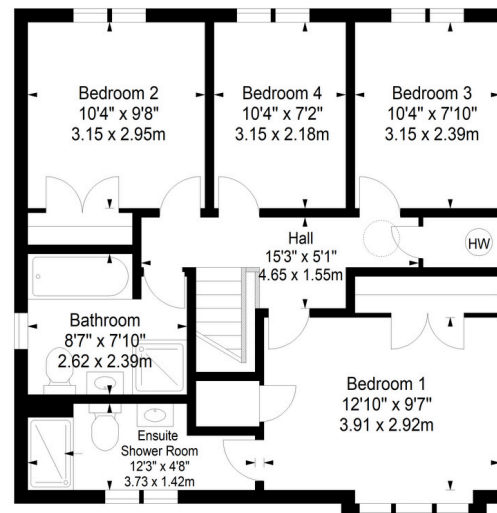 Bedroom 2
10'4" x 9'8"
3.15 x 2.95m
Bedroom 4
10'4" x 7'2"
3.15 x 2.18m
Bedroom 3
10'4" x 7'10"
3.15 x 2.39m
Hall
15'3" x 5'1"
4.65 x 1.55m
HW
Bathroom
8'7" x 7'10"
2.62 x 2.39m
Bedroom 1
12'10" x 9'7"
3.91 x 2.92m
Ensuite
Shower Room
12'3" x 4'8"
3.73 x 1.42m